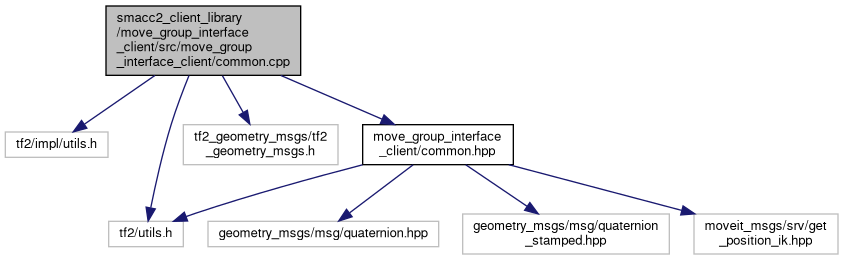 smacc2_client_library
/move_group_interface
_client/src/move_group
_interface_client/common.cpp
tf2/impl/utils.h
tf2_geometry_msgs/tf2
_geometry_msgs.h
move_group_interface
_client/common.hpp
tf2/utils.h
geometry_msgs/msg/quaternion.hpp
geometry_msgs/msg/quaternion
_stamped.hpp
moveit_msgs/srv/get
_position_ik.hpp